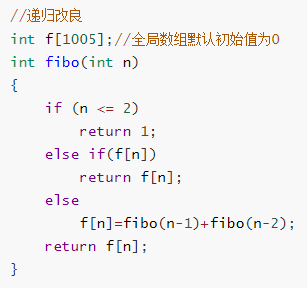 //递归改良
int f[1005];//全局数组默认初始值为0
int fibo(int n)
{
    if (n <= 2)
        return 1;
    else if(f[n])
        return f[n];
    else
        f[n]=fibo(n-1)+fibo(n-2);
    return f[n];
}